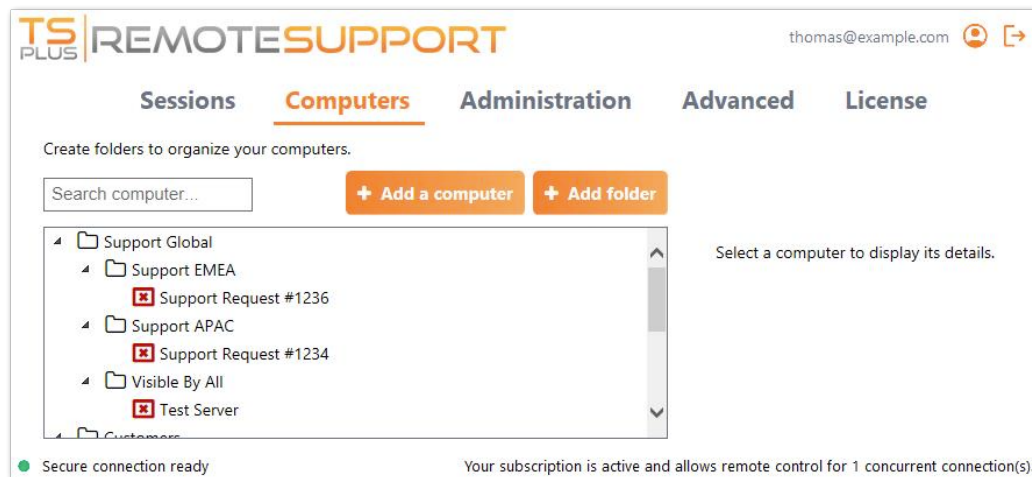 TS PLUS REMOTESUPPORT
thomas@example.com
Sessions Computers Administration Advanced License
Create folders to organize your computers.
Search computer...
+ Add a computer
+ Add folder
Support Global
Support EMEA
Support Request #1236
Support APAC
Support Request #1234
Visible By All
Test Server
Customers
Select a computer to display its details.
Secure connection ready
Your subscription is active and allows remote control for 1 concurrent connection(s)